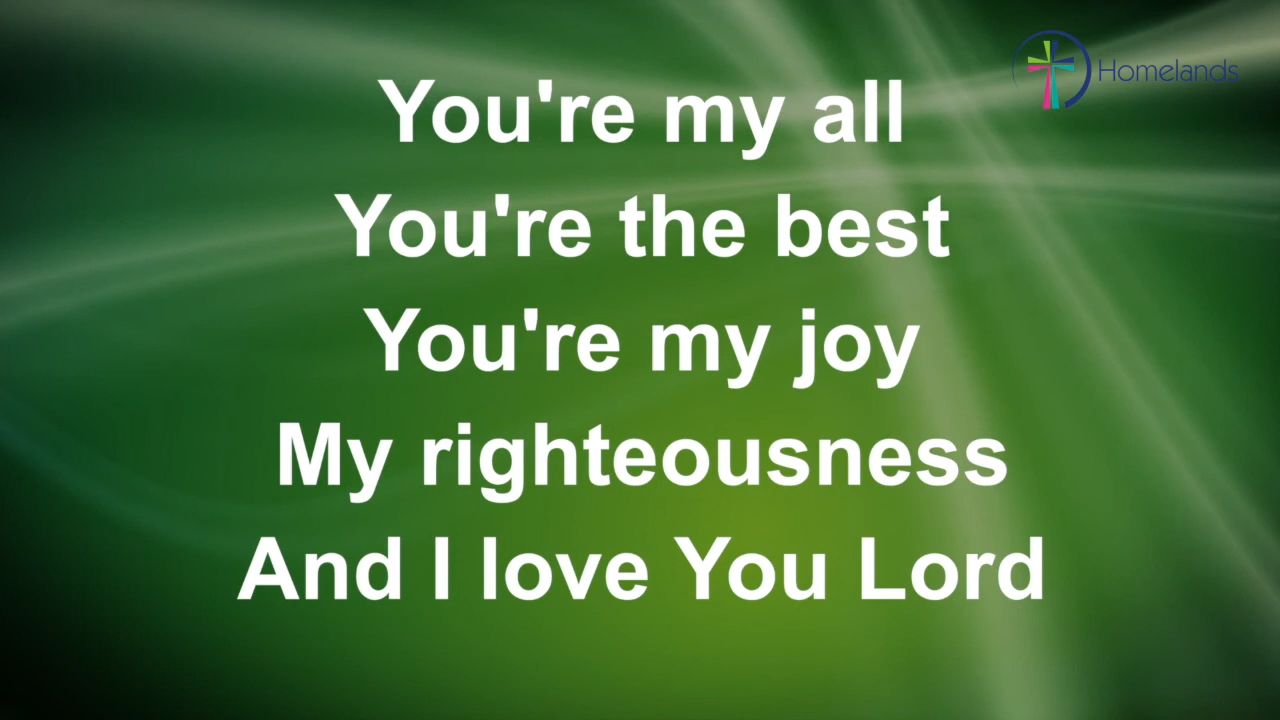 Homelands
You're my all
You're the best
You're my joy
My righteousness
And I love You Lord